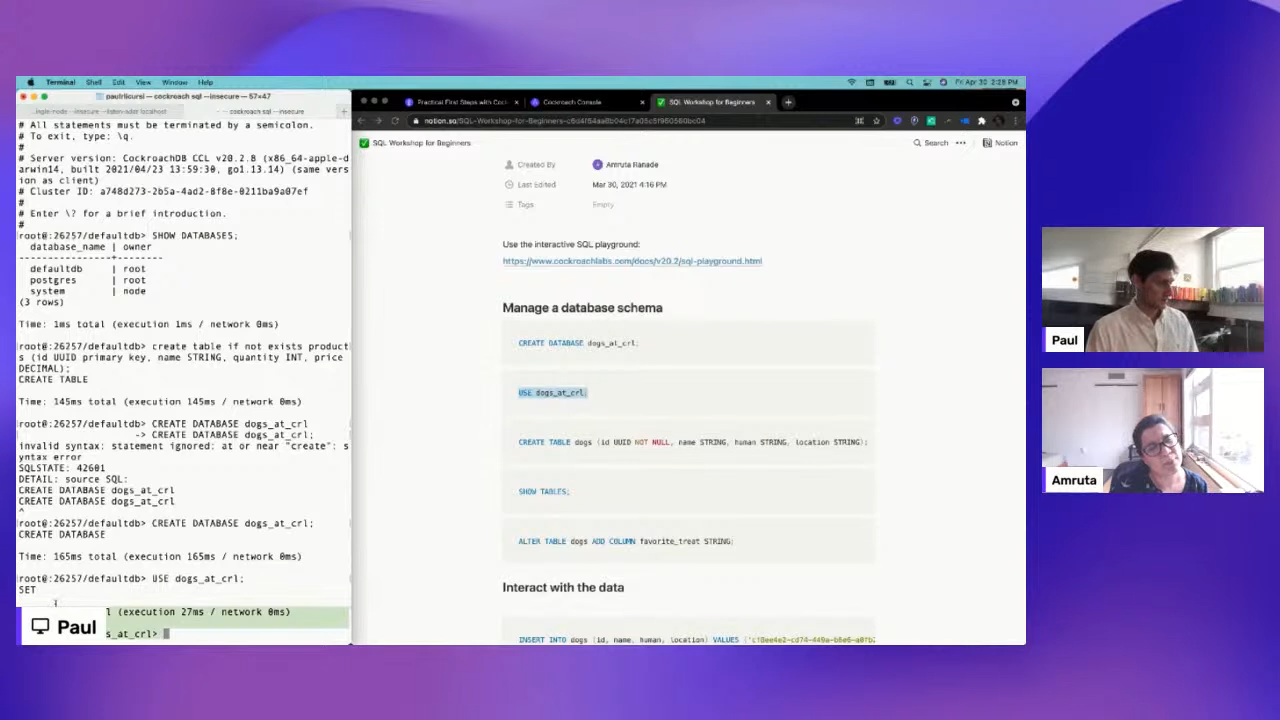 Terminal Shell Edit View Window Help
Fri Apr 30 2:28 PM
paulrlcursi — cockroach sql --insecure — 57×47
cockroach sql --insecure
# All statements must be terminated by a semicolon.
# To exit, type: \q.
#
# Server version: CockroachDB CCL v20.2.8 (x86_64-apple-d
arwin14, built 2021/04/23 13:59:30, go1.13.14) (same vers
ion as client)
# Cluster ID: a748d273-2b5a-4ad2-8f8e-0211ba9a07ef
#
# Enter \? for a brief introduction.
#
root@:26257/defaultdb> SHOW DATABASES;
database_name | owner
----------------+--------
defaultdb | root
postgres | root
system | node
(3 rows)
Time: 1ms total (execution 1ms / network 0ms)
root@:26257/defaultdb> create table if not exists product
s (id UUID primary key, name STRING, quantity INT, price
DECIMAL);
CREATE TABLE
Time: 145ms total (execution 145ms / network 0ms)
root@:26257/defaultdb> CREATE DATABASE dogs_at_crl
-> CREATE DATABASE dogs_at_crl;
invalid syntax: statement ignored: at or near "create": s
yntax error
SQLSTATE: 42601
DETAIL: source SQL:
CREATE DATABASE dogs_at_crl
CREATE DATABASE dogs_at_crl
^
root@:26257/defaultdb> CREATE DATABASE dogs_at_crl;
CREATE DATABASE
Time: 165ms total (execution 165ms / network 0ms)
root@:26257/defaultdb> USE dogs_at_crl;
SET
l (execution 27ms / network 0ms)
s_at_crl>
Paul
Practical First Steps with Coc
Cockroach Console
SQL Workshop for Beginners
SQL Workshop for Beginners
Search
Notion
Created By Amruta Ranade
Last Edited Mar 30, 2021 4:16 PM
Tags Empty
Use the interactive SQL playground:
https://www.cockroachlabs.com/docs/v20.2/sql-playground.html
Manage a database schema
CREATE DATABASE dogs_at_crl;
USE dogs_at_crl;
CREATE TABLE dogs (id UUID NOT NULL, name STRING, human STRING, location STRING);
SHOW TABLES;
ALTER TABLE dogs ADD COLUMN favorite_treat STRING;
Interact with the data
INSERT INTO dogs (id, name, human, location) VALUES
Paul
Amruta